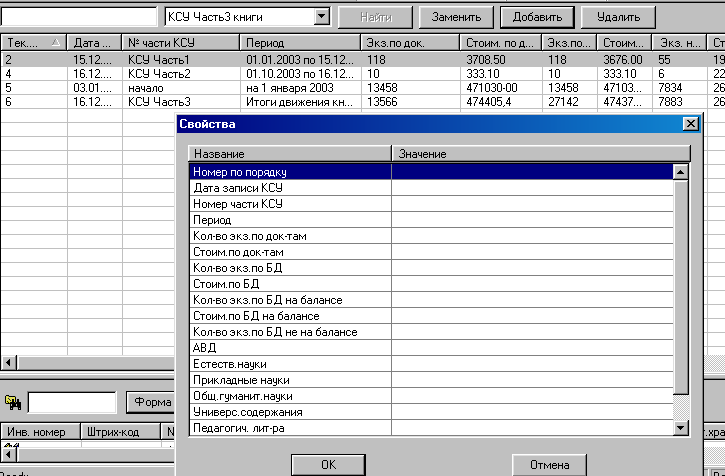 КСУ Часть3 книги Найти Заменить Добавить Удалить
Тек.... Дата ... № части КСУ Период Экз.по док. Стоим. по д... Экз.по... Стоим... Экз. н... Ст
2 15.12.... КСУ Часть1 01.01.2003 по 15.12... 118 3708.50 118 3676.00 55 19
4 16.12.... КСУ Часть2 01.10.2003 по 16.12... 10 333.10 10 333.10 6 22
5 03.01.... начало на 1 января 2003 13458 471030-00 13458 47103... 7834 26
6 16.12.... КСУ Часть3 Итоги движения кн... 13566 474405,4 27142 47437... 7883 26
Свойства
Название Значение
Номер по порядку
Дата записи КСУ
Номер части КСУ
Период
Кол-во экз.по док-там
Стоим.по док-там
Кол-во экз.по БД
Стоим.по БД
Кол-во экз.по БД на балансе
Стоим.по БД на балансе
Кол-во экз.по БД не на балансе
АВД
Естеств.науки
Прикладные науки
Общ.гуманит.науки
Универс.содержания
Педагогич. лит-ра
Форма
Инв. номер Штрих-код т.хра
OK Отмена